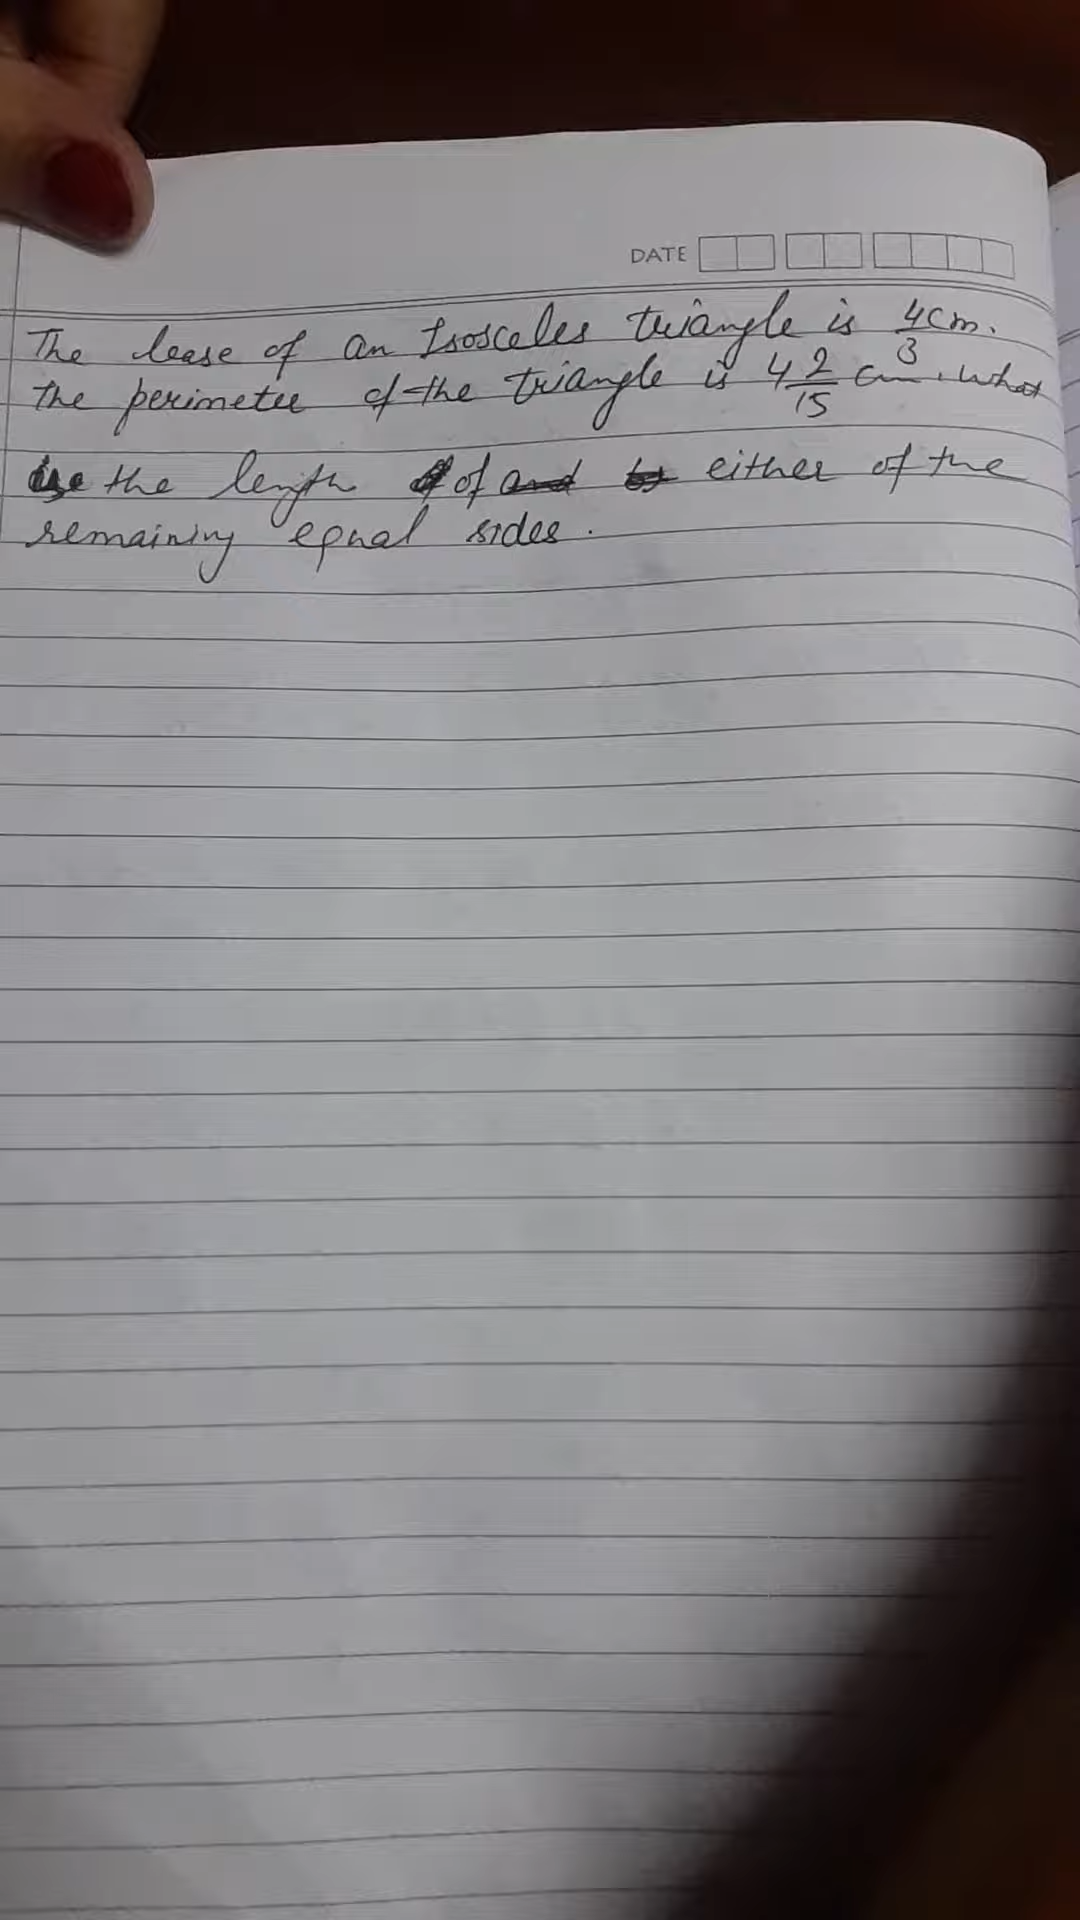 DATE
The base of an Isosceles triangle is 4/3 cm.
the perimeter of the triangle is 4 2/15 cm. what
is the length of either of the
remaining equal sides.